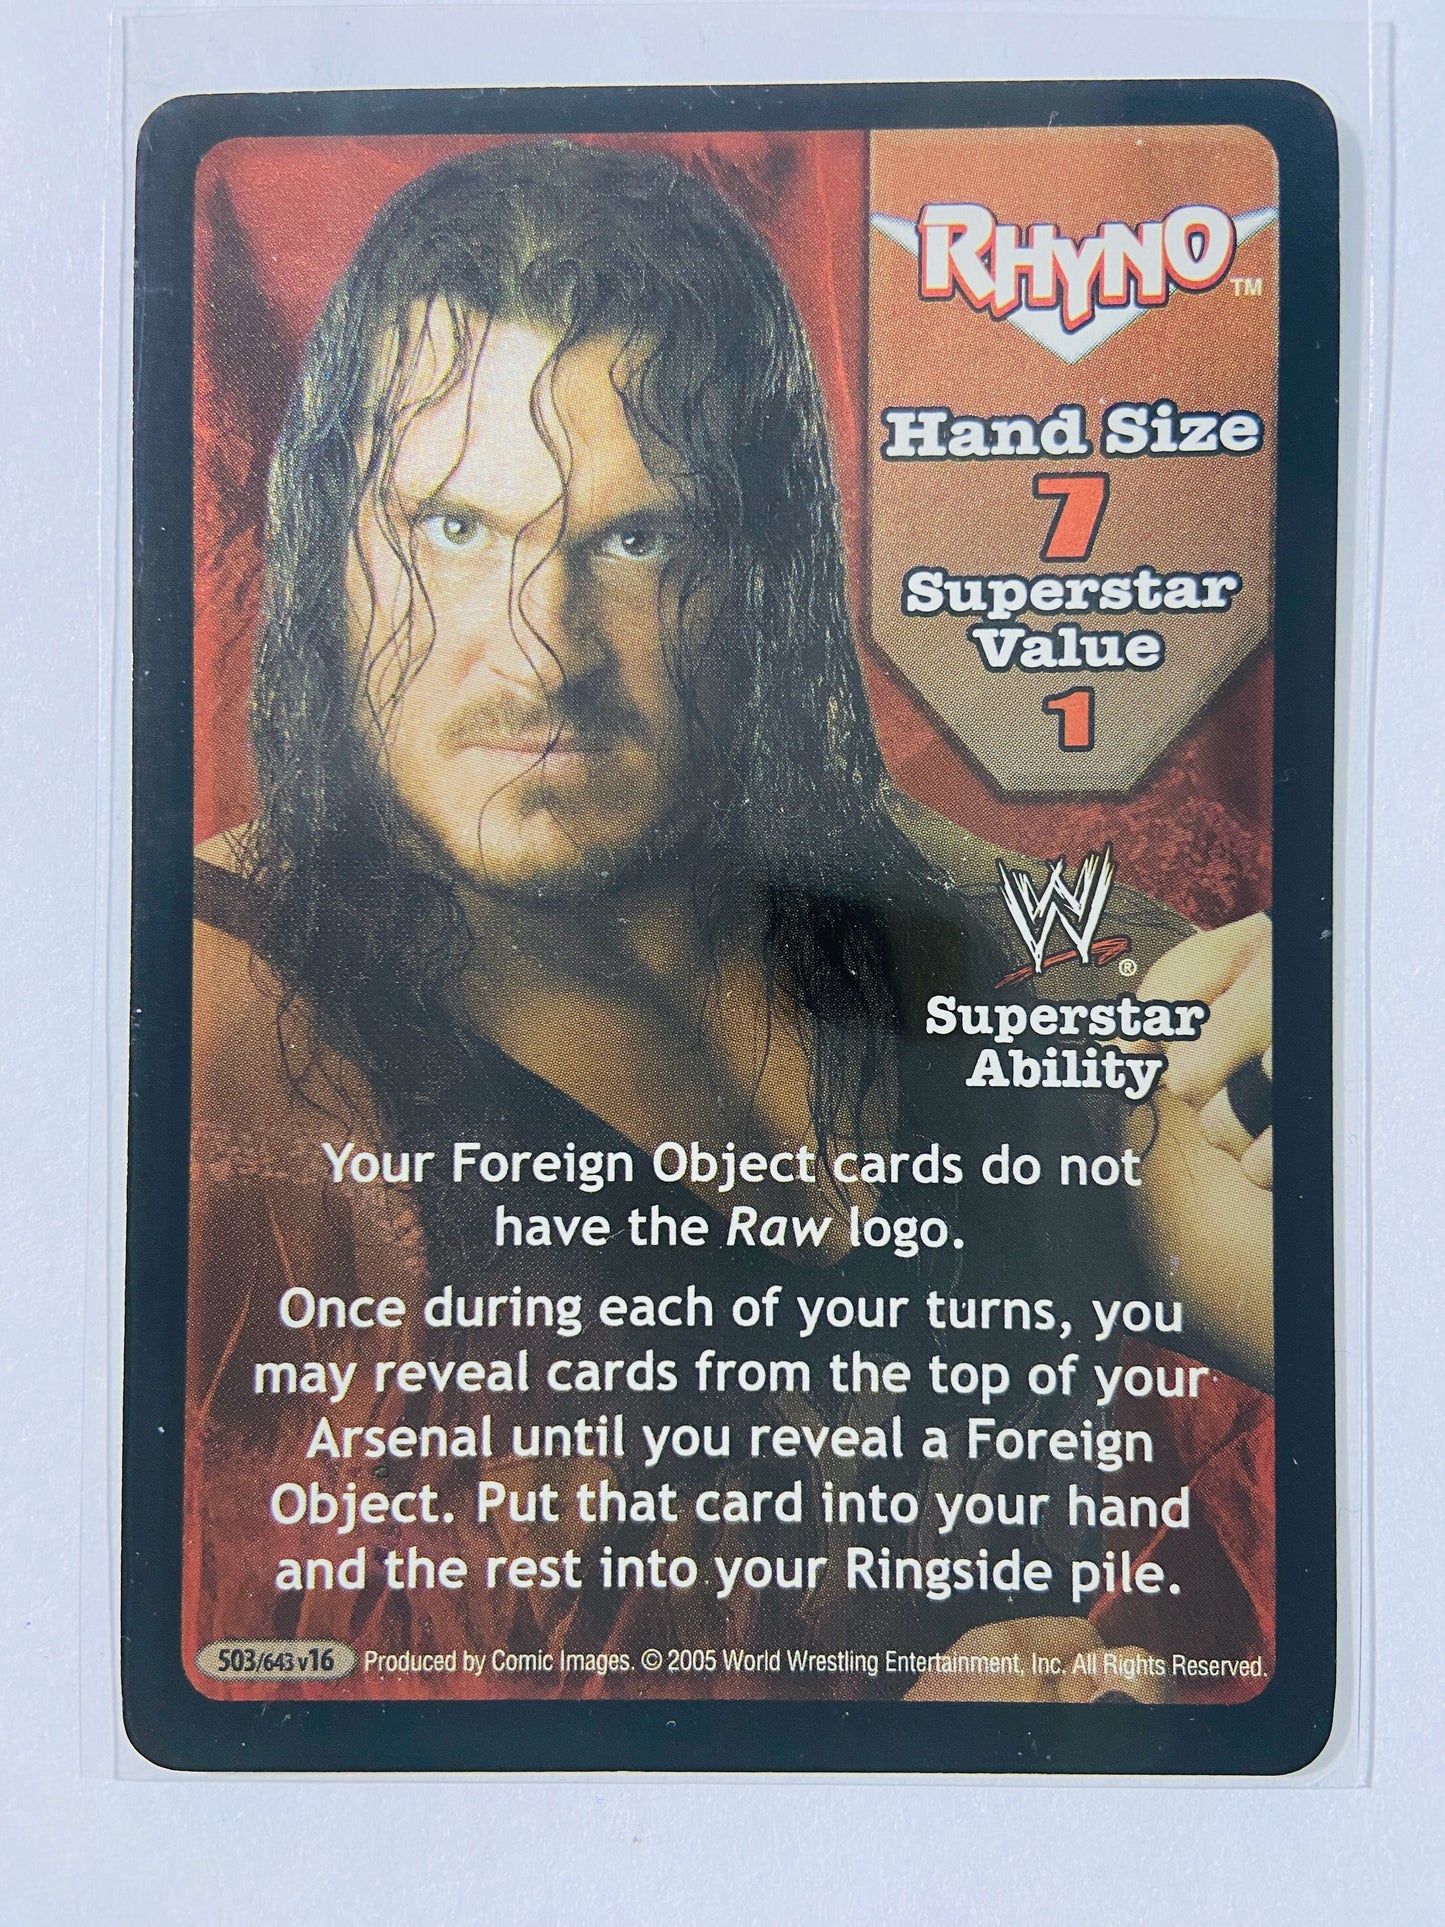 RHYNO™
Hand Size
7
Superstar
Value
1
W®
Superstar
Ability
Your Foreign Object cards do not
have the Raw logo.
Once during each of your turns, you
may reveal cards from the top of your
Arsenal until you reveal a Foreign
Object. Put that card into your hand
and the rest into your Ringside pile.
503/643 v16 Produced by Comic Images. © 2005 World Wrestling Entertainment, Inc. All Rights Reserved.